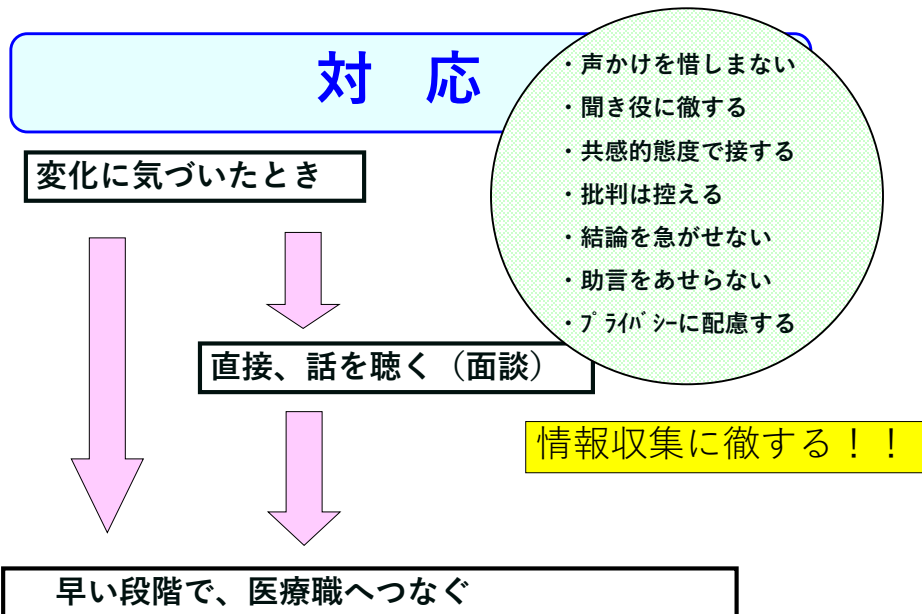 対　応
・声かけを惜しまない
・聞き役に徹する
・共感的態度で接する
・批判は控える
・結論を急がせない
・助言をあせらない
・ﾌﾟﾗｲﾊﾞｼｰに配慮する
変化に気づいたとき
直接、話を聴く（面談）
情報収集に徹する！！
早い段階で、医療職へつなぐ